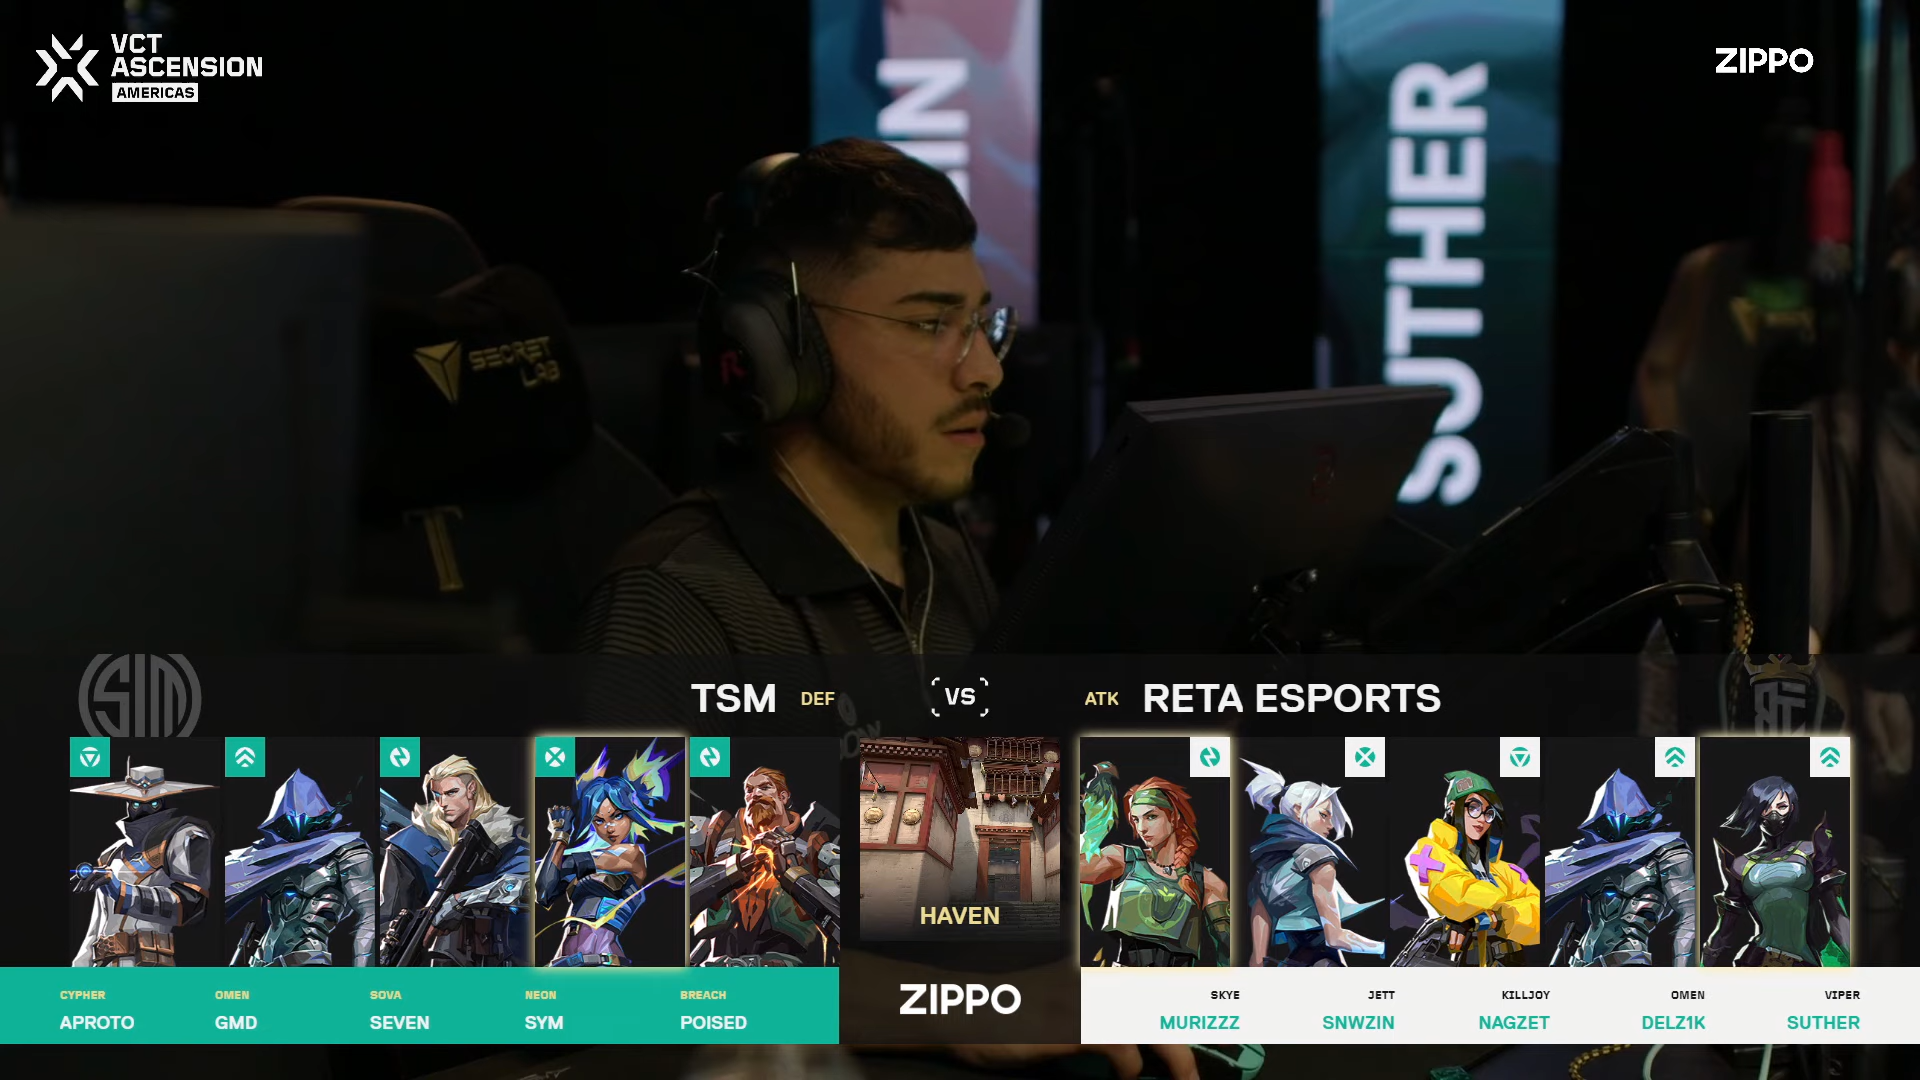 VCT
ASCENSION
AMERICAS
ZIPPO
IN
SUTHER
SECRET
LAB
T
TSM DEF
VS
ATK RETA ESPORTS
HAVEN
CYPHER OMEN SOVA NEON BREACH
APROTO GMD SEVEN SYM POISED
ZIPPO
SKYE JETT KILLJOY OMEN VIPER
MURIZZZ SNWZIN NAGZET DELZ1K SUTHER